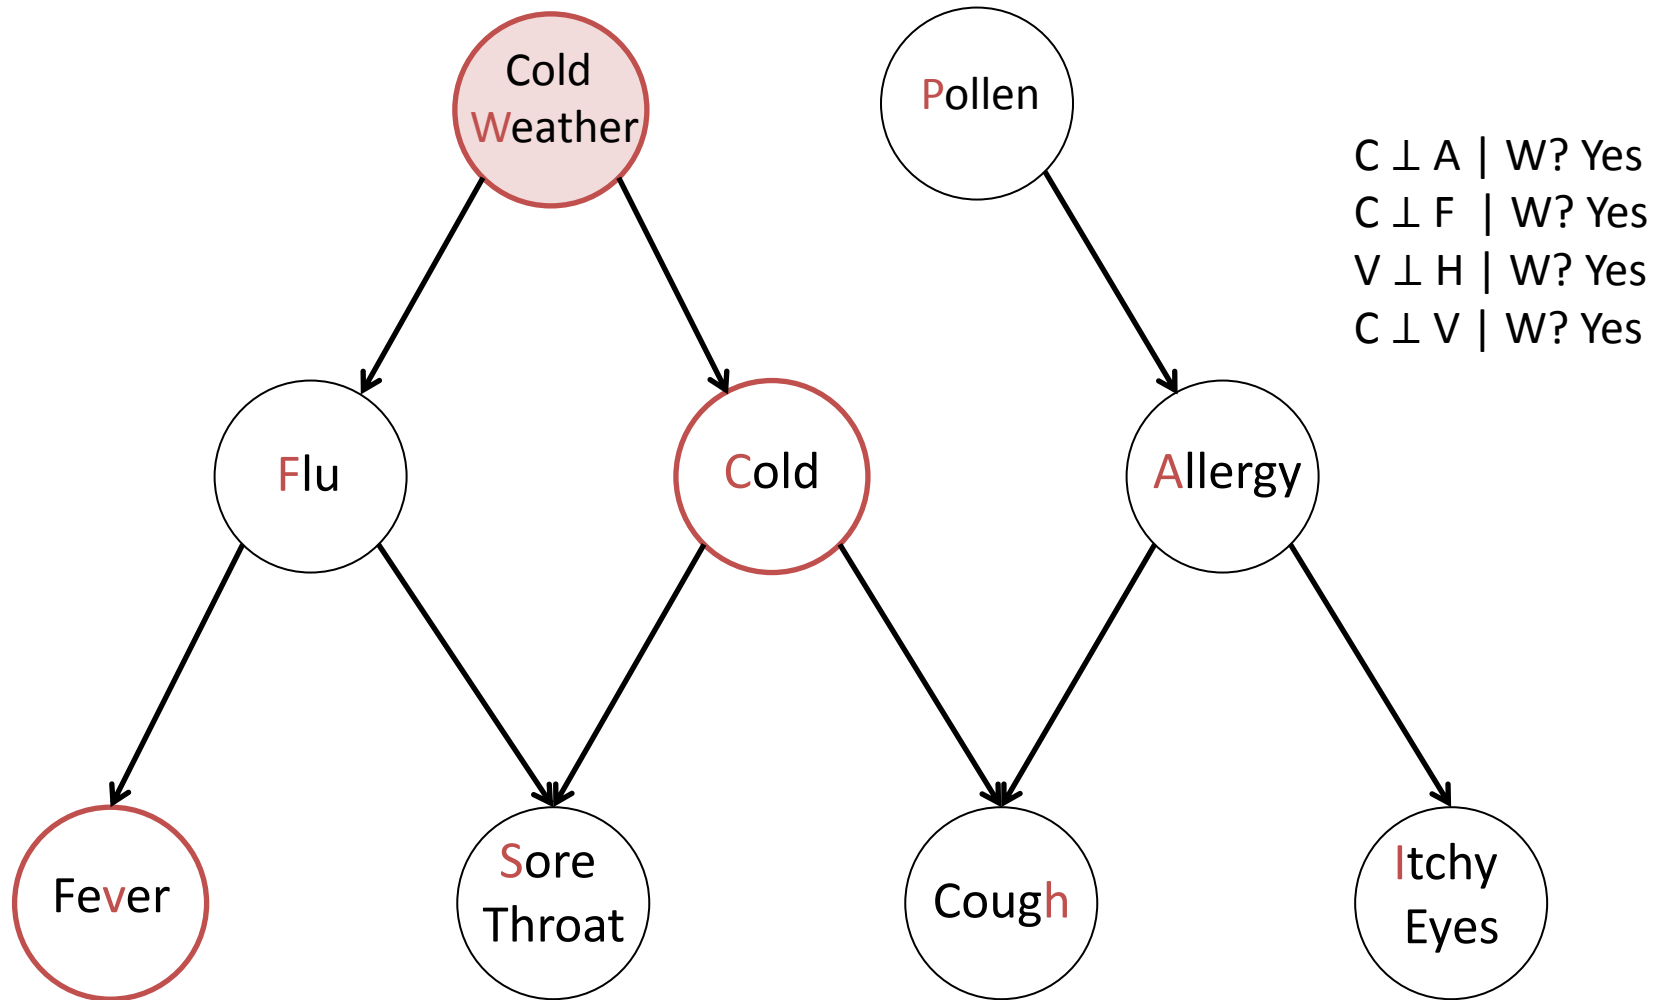 Cold
Weather
Pollen
C ⊥ A | W? Yes
C ⊥ F | W? Yes
V ⊥ H | W? Yes
C ⊥ V | W? Yes
Flu
Cold
Allergy
Fever
Sore
Throat
Cough
Itchy
Eyes